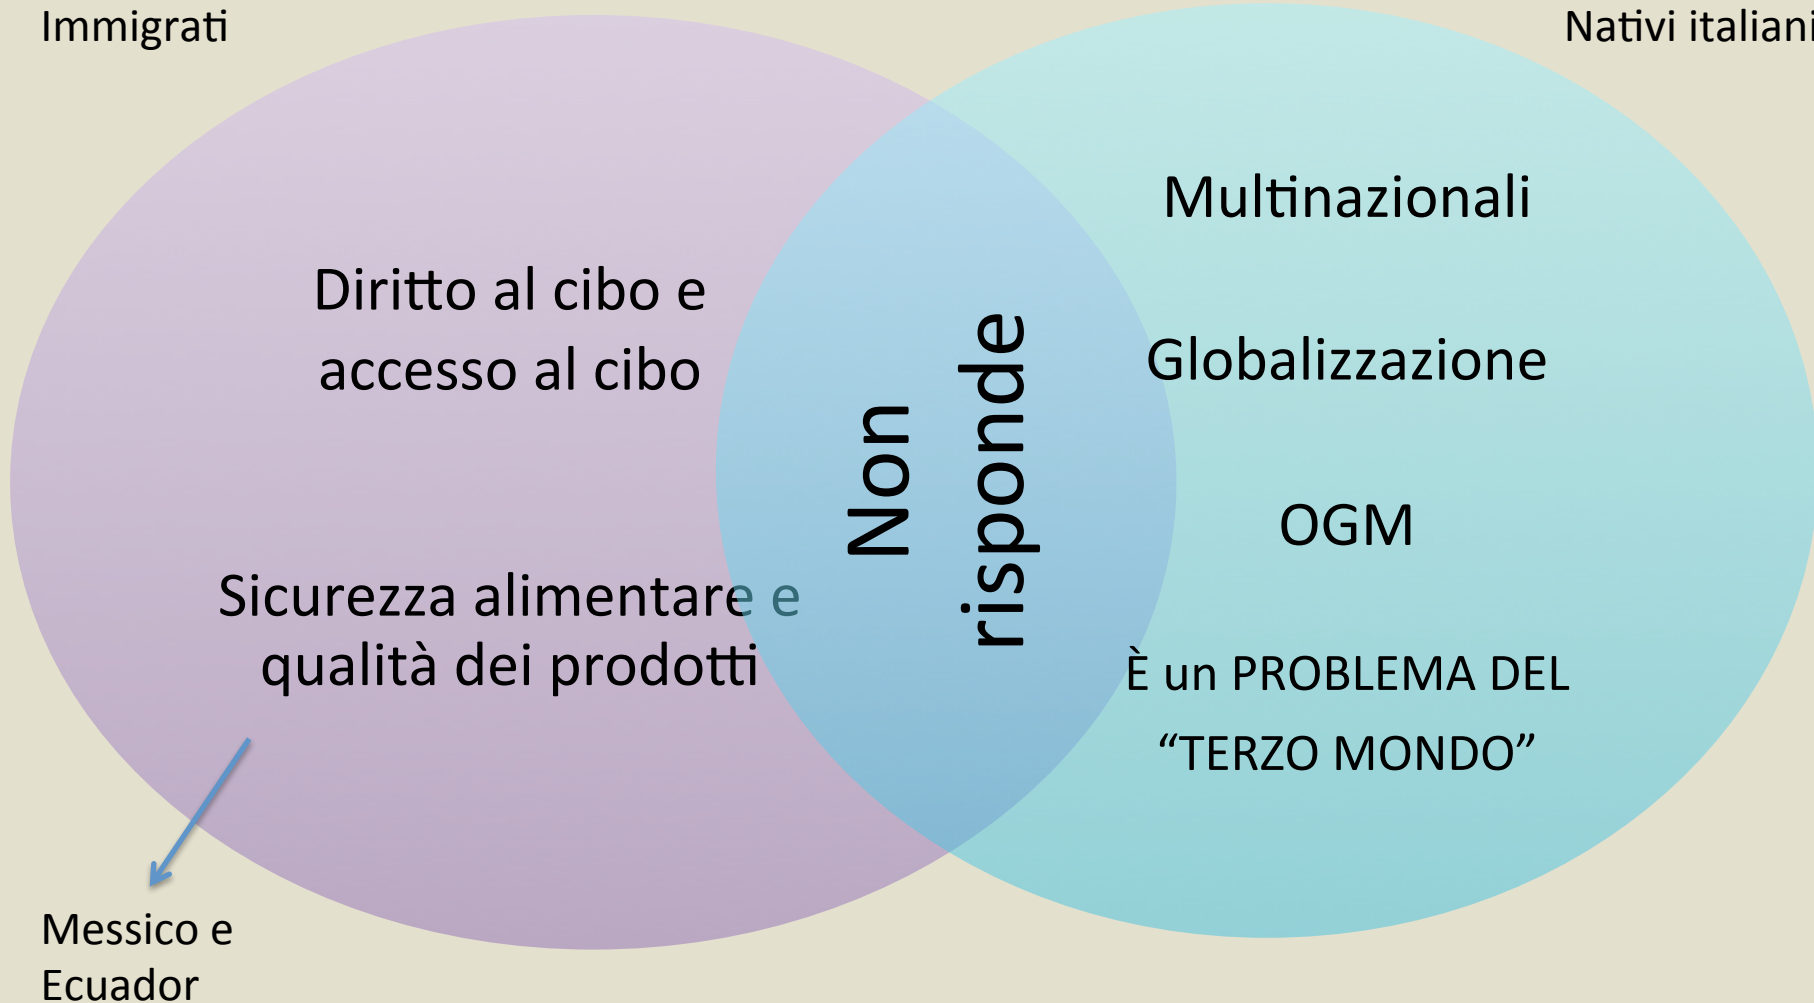 Immigrati
Nativi italiani
Diritto al cibo e
accesso al cibo
Sicurezza alimentare e
qualità dei prodotti
Non
risponde
Multinazionali
Globalizzazione
OGM
È un PROBLEMA DEL
“TERZO MONDO”
Messico e
Ecuador